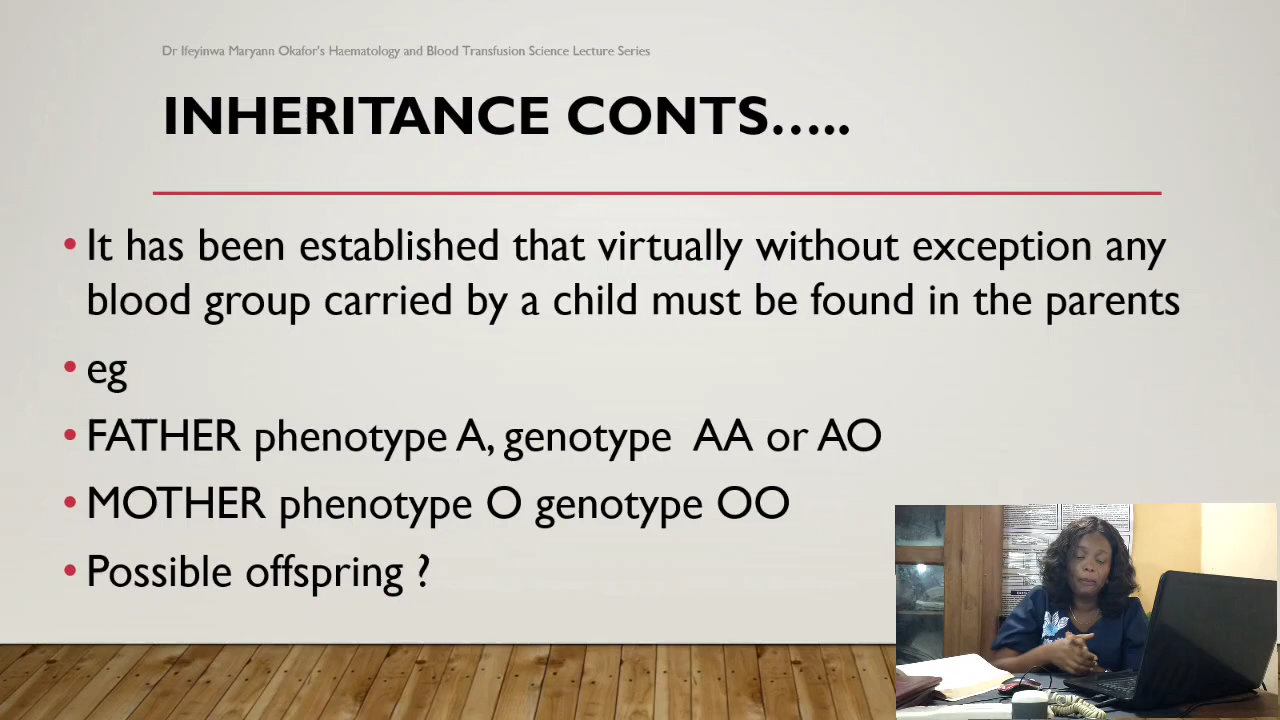 Dr Ifeyinwa Maryann Okafor's Haematology and Blood Transfusion Science Lecture Series
INHERITANCE CONTS…..
• It has been established that virtually without exception any
blood group carried by a child must be found in the parents
• eg
• FATHER phenotype A, genotype AA or AO
• MOTHER phenotype O genotype OO
• Possible offspring ?